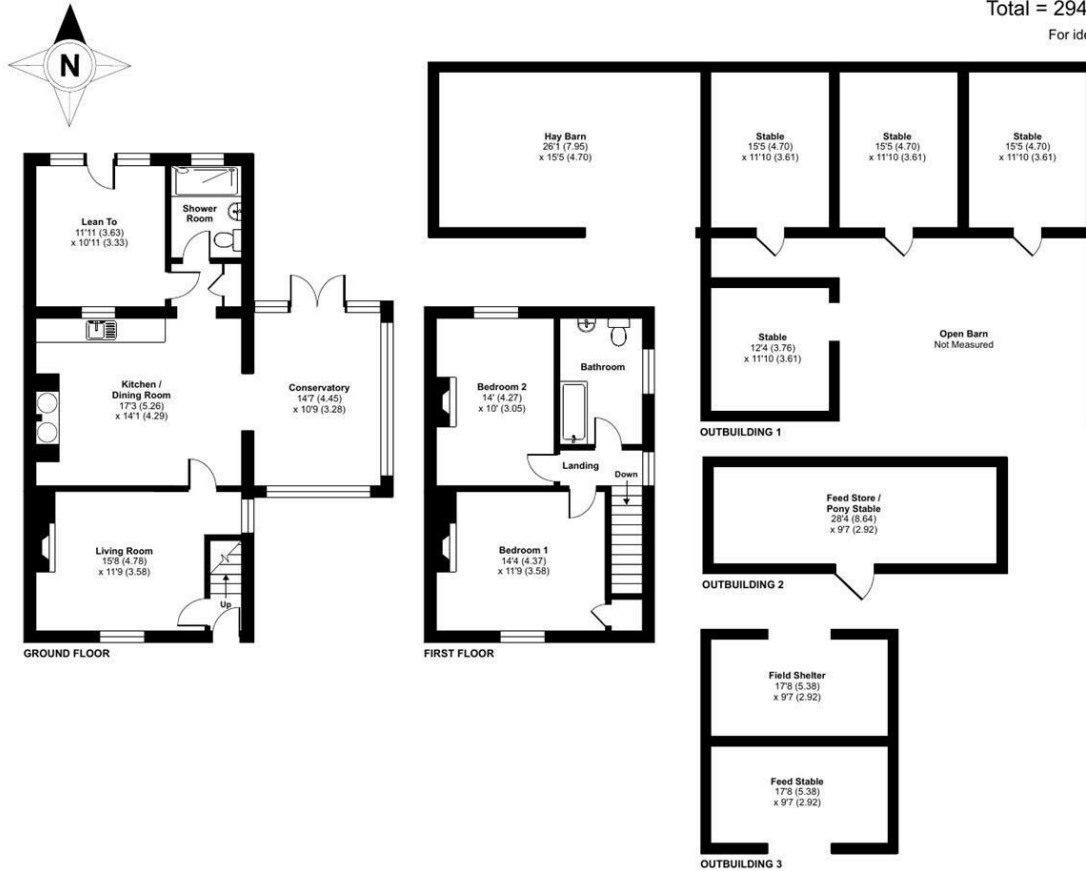 Total = 294
For ide
N
Hay Barn
26'1 (7.95)
x 15'5 (4.70)
Stable
15'5 (4.70)
x 11'10 (3.61)
Stable
15'5 (4.70)
x 11'10 (3.61)
Stable
15'5 (4.70)
x 11'10 (3.61)
Lean To
11'11 (3.63)
x 10'11 (3.33)
Shower
Room
Kitchen /
Dining Room
17'3 (5.26)
x 14'1 (4.29)
Conservatory
14'7 (4.45)
x 10'9 (3.28)
Living Room
15'8 (4.78)
x 11'9 (3.58)
Up
GROUND FLOOR
Bedroom 2
14' (4.27)
x 10' (3.05)
Bathroom
Landing
Down
Bedroom 1
14'4 (4.37)
x 11'9 (3.58)
FIRST FLOOR
Stable
12'4 (3.76)
x 11'10 (3.61)
Open Barn
Not Measured
OUTBUILDING 1
Feed Store /
Pony Stable
28'4 (8.64)
x 9'7 (2.92)
OUTBUILDING 2
Field Shelter
17'8 (5.38)
x 9'7 (2.92)
Feed Stable
17'8 (5.38)
x 9'7 (2.92)
OUTBUILDING 3